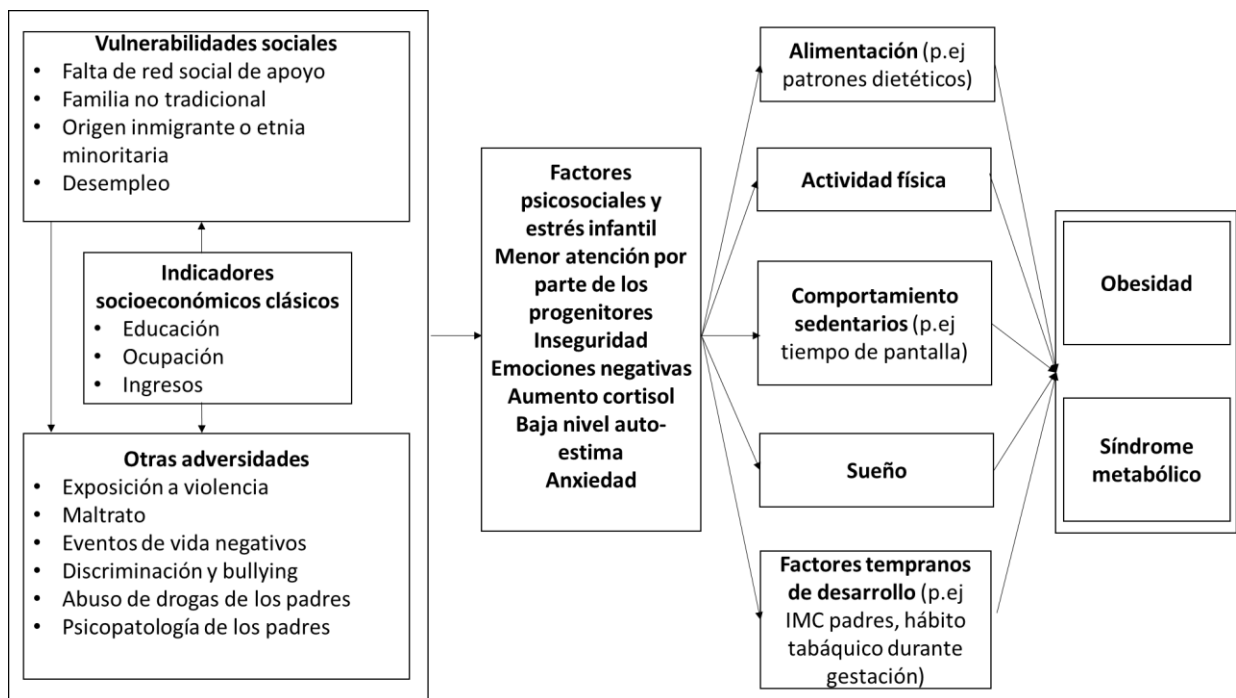 Vulnerabilidades sociales
• Falta de red social de apoyo
• Familia no tradicional
• Origen inmigrante o etnia
minoritaria
• Desempleo
Indicadores
socioeconómicos clásicos
• Educación
• Ocupación
• Ingresos
Otras adversidades
• Exposición a violencia
• Maltrato
• Eventos de vida negativos
• Discriminación y bullying
• Abuso de drogas de los padres
• Psicopatología de los padres
Factores
psicosociales y
estrés infantil
Menor atención por
parte de los
progenitores
Inseguridad
Emociones negativas
Aumento cortisol
Baja nivel auto-
estima
Anxiedad
Alimentación (p.ej
patrones dietéticos)
Actividad física
Comportamiento
sedentarios (p.ej
tiempo de pantalla)
Sueño
Factores tempranos
de desarrollo (p.ej
IMC padres, hábito
tabáquico durante
gestación)
Obesidad
Síndrome
metabólico